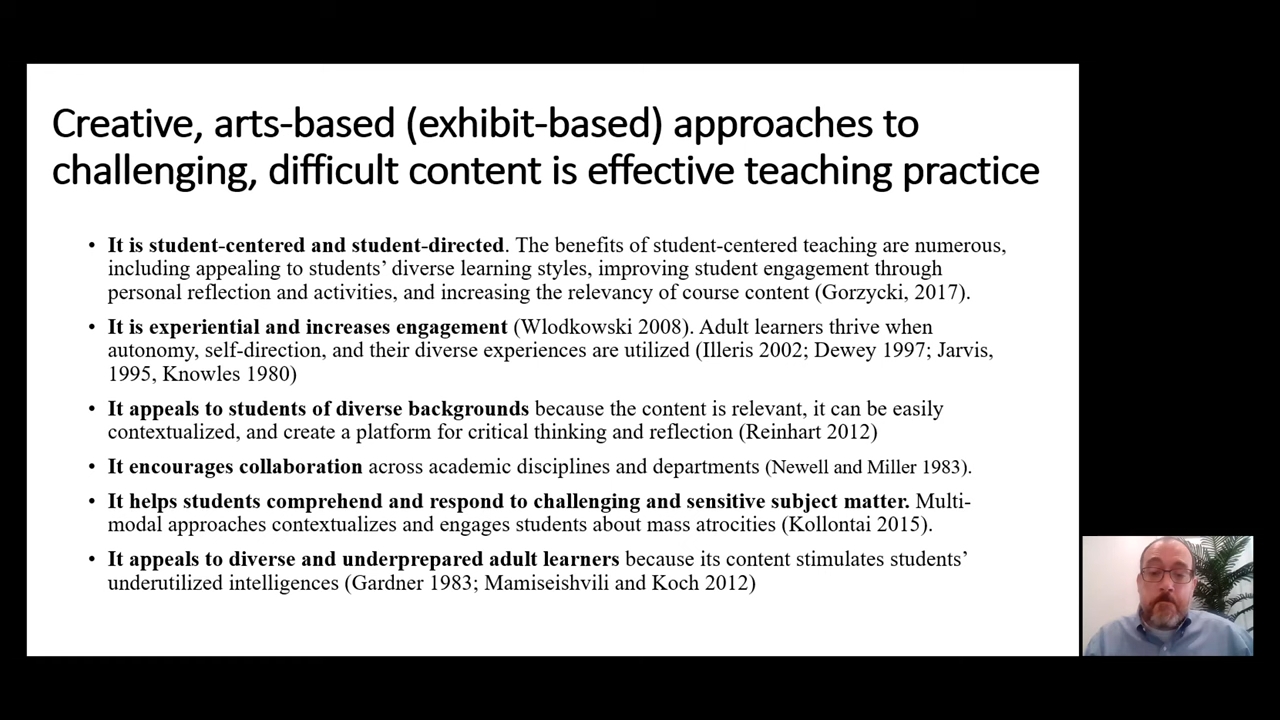 Creative, arts-based (exhibit-based) approaches to
challenging, difficult content is effective teaching practice
• It is student-centered and student-directed. The benefits of student-centered teaching are numerous,
including appealing to students’ diverse learning styles, improving student engagement through
personal reflection and activities, and increasing the relevancy of course content (Gorzycki, 2017).
• It is experiential and increases engagement (Wlodkowski 2008). Adult learners thrive when
autonomy, self-direction, and their diverse experiences are utilized (Illeris 2002; Dewey 1997; Jarvis,
1995, Knowles 1980)
• It appeals to students of diverse backgrounds because the content is relevant, it can be easily
contextualized, and create a platform for critical thinking and reflection (Reinhart 2012)
• It encourages collaboration across academic disciplines and departments (Newell and Miller 1983).
• It helps students comprehend and respond to challenging and sensitive subject matter. Multi-
modal approaches contextualizes and engages students about mass atrocities (Kollontai 2015).
• It appeals to diverse and underprepared adult learners because its content stimulates students’
underutilized intelligences (Gardner 1983; Mamiseishvili and Koch 2012)